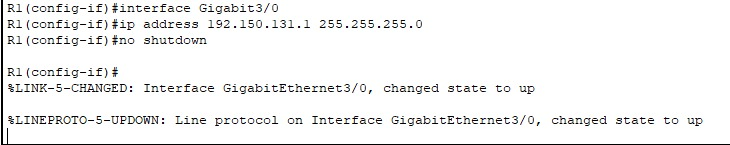 R1(config-if)#interface Gigabit3/0
R1(config-if)#ip address 192.150.131.1 255.255.255.0
R1(config-if)#no shutdown
R1(config-if)#
%LINK-5-CHANGED: Interface GigabitEthernet3/0, changed state to up
%LINEPROTO-5-UPDOWN: Line protocol on Interface GigabitEthernet3/0, changed state to up